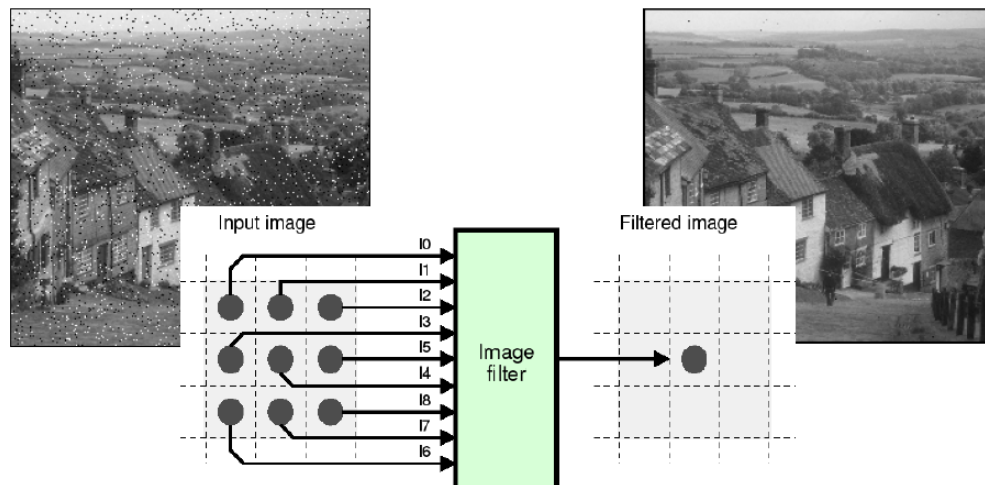 Input image
Filtered image
I0
I1
I2
I3
I5
I4
I8
I7
I6
Image
filter